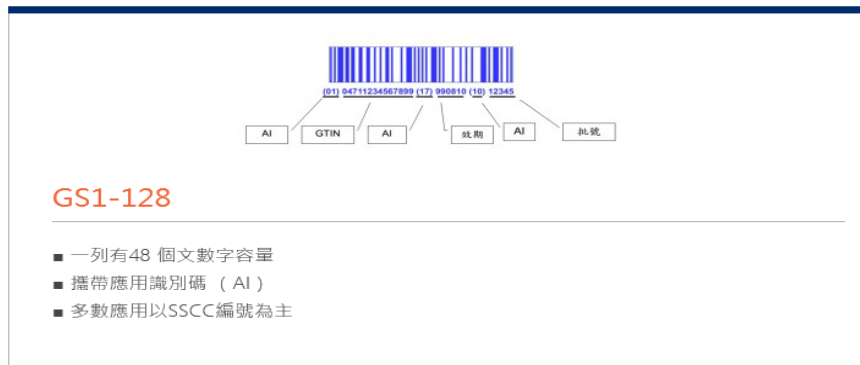 (01) 04711234567899 (17) 990810 (10) 12345
AI GTIN AI 效期 AI 批號
GS1-128
■ 一列有48 個文數字容量
■ 攜帶應用識別碼 ( AI )
■ 多數應用以SSCC編號為主